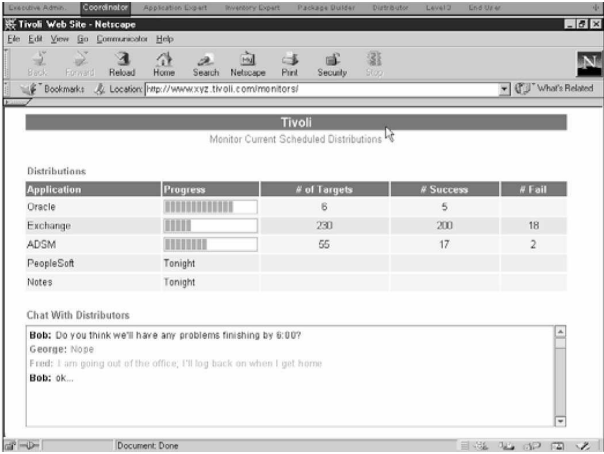 Executive Admin. Coordinator Application Expert Inventory Expert Package Builder Distributor Level 2 End User
Tivoli Web Site - Netscape
File Edit View Go Communicator Help
Back Forward Reload Home Search Netscape Print Security Stop
Bookmarks Location: http://www.xyz.tivoli.com/monitors/ What's Related
Tivoli
Monitor Current Scheduled Distributions
Distributions
Application Progress # of Targets # Success # Fail
Oracle 6 5
Exchange 230 200 18
ADSM 55 17 2
PeopleSoft Tonight
Notes Tonight
Chat With Distributors
Bob: Do you think we'll have any problems finishing by 6:00?
George: Nope
Fred: I am going out of the office, I'll log back on when I get home
Bob: ok...
Document: Done